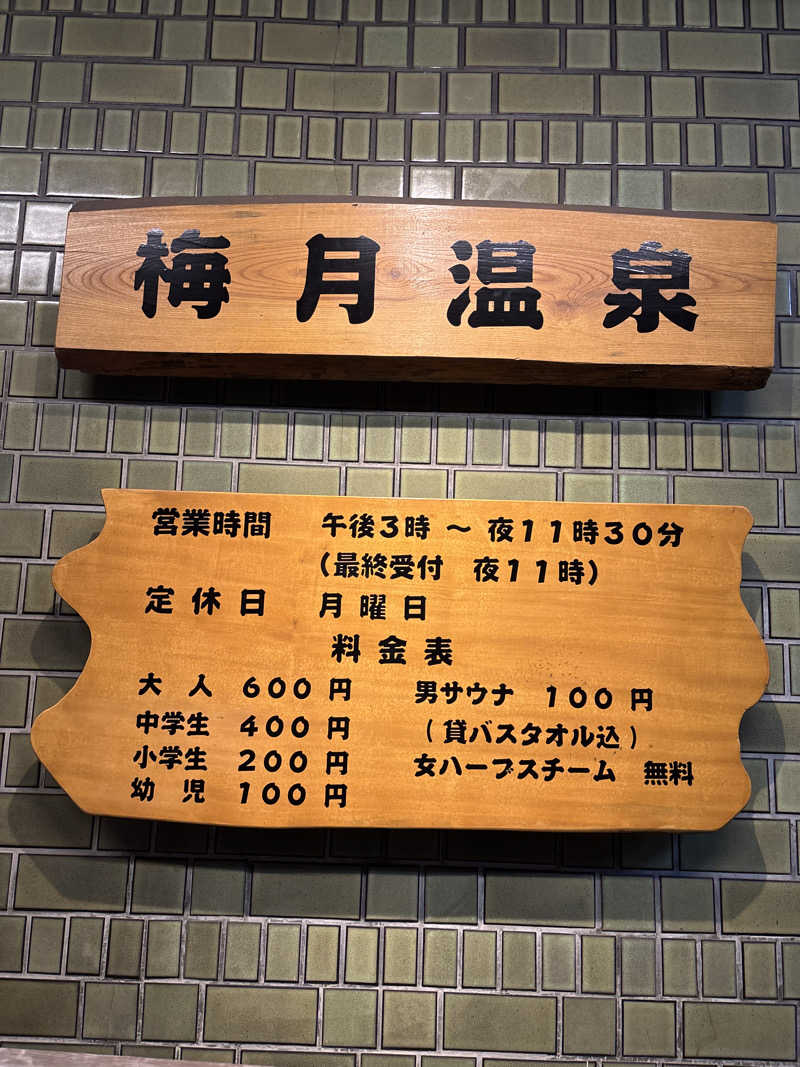 梅月温泉
営業時間 午後３時 ～ 夜１１時３０分
（最終受付 夜１１時）
定休日 月曜日
料金表
大人 ６００円 男サウナ １００円
中学生 ４００円 （貸バスタオル込）
小学生 ２００円 女ハーブスチーム 無料
幼児 １００円